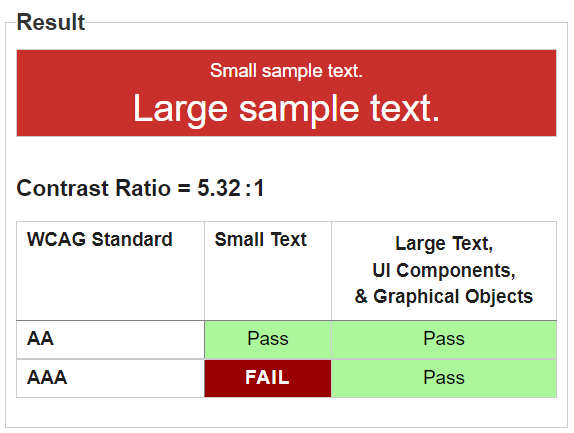 Result
Small sample text.
Large sample text.
Contrast Ratio = 5.32:1
WCAG Standard
Small Text
Large Text,
UI Components,
& Graphical Objects
AA
Pass
Pass
AAA
FAIL
Pass